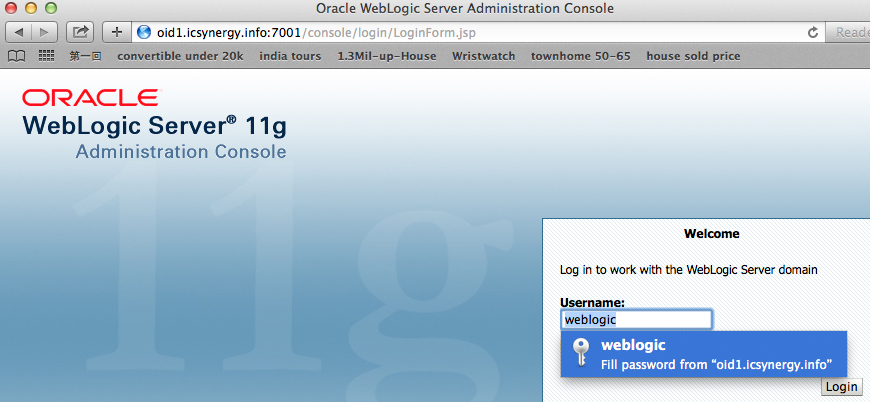 Oracle WebLogic Server Administration Console
oid1.icsynergy.info:7001/console/login/LoginForm.jsp
Reade
第一回 convertible under 20k india tours 1.3Mil-up-House Wristwatch townhome 50-65 house sold price
ORACLE
WebLogic Server® 11g
Administration Console
11g
Welcome
Log in to work with the WebLogic Server domain
Username:
weblogic
weblogic
Fill password from “oid1.icsynergy.info”
Login